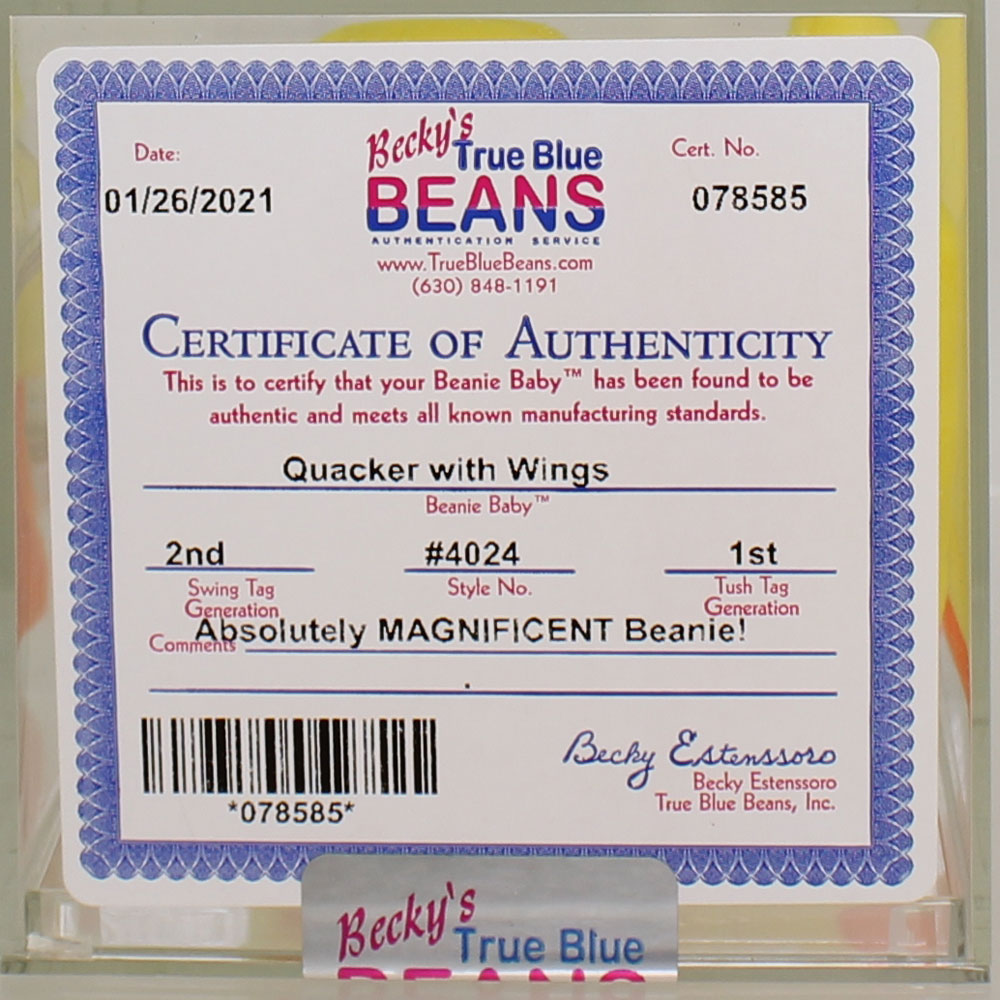 Date:
01/26/2021
Becky's
True Blue
BEANS
AUTHENTICATION SERVICE
www.TrueBlueBeans.com
(630) 848-1191
Cert. No.
078585
CERTIFICATE OF AUTHENTICITY
This is to certify that your Beanie Baby™ has been found to be
authentic and meets all known manufacturing standards.
Quacker with Wings
Beanie Baby™
2nd #4024 1st
Swing Tag Style No. Tush Tag
Generation Generation
Absolutely MAGNIFICENT Beanie!
Comments
.
*078585*
Becky Estenssoro
Becky Estenssoro
True Blue Beans, Inc.
Becky's
True Blue
BEANS